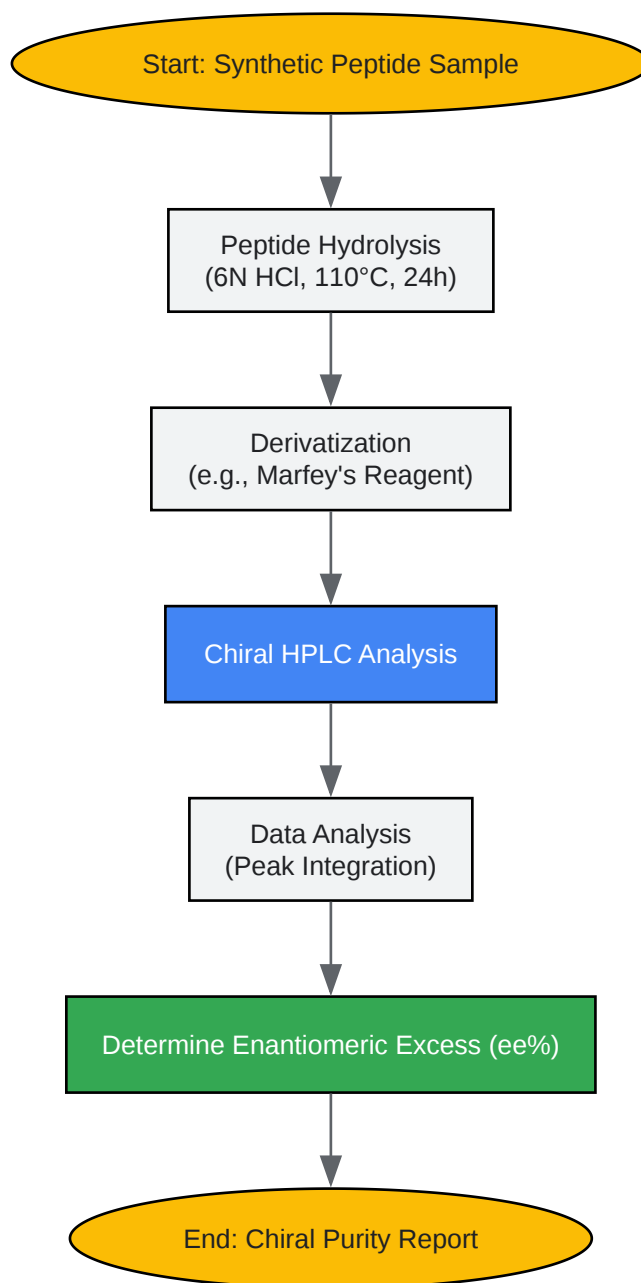 Start: Synthetic Peptide Sample
Peptide Hydrolysis
(6N HCl, 110°C, 24h)
Derivatization
(e.g., Marfey's Reagent)
Chiral HPLC Analysis
Data Analysis
(Peak Integration)
Determine Enantiomeric Excess (ee%)
End: Chiral Purity Report